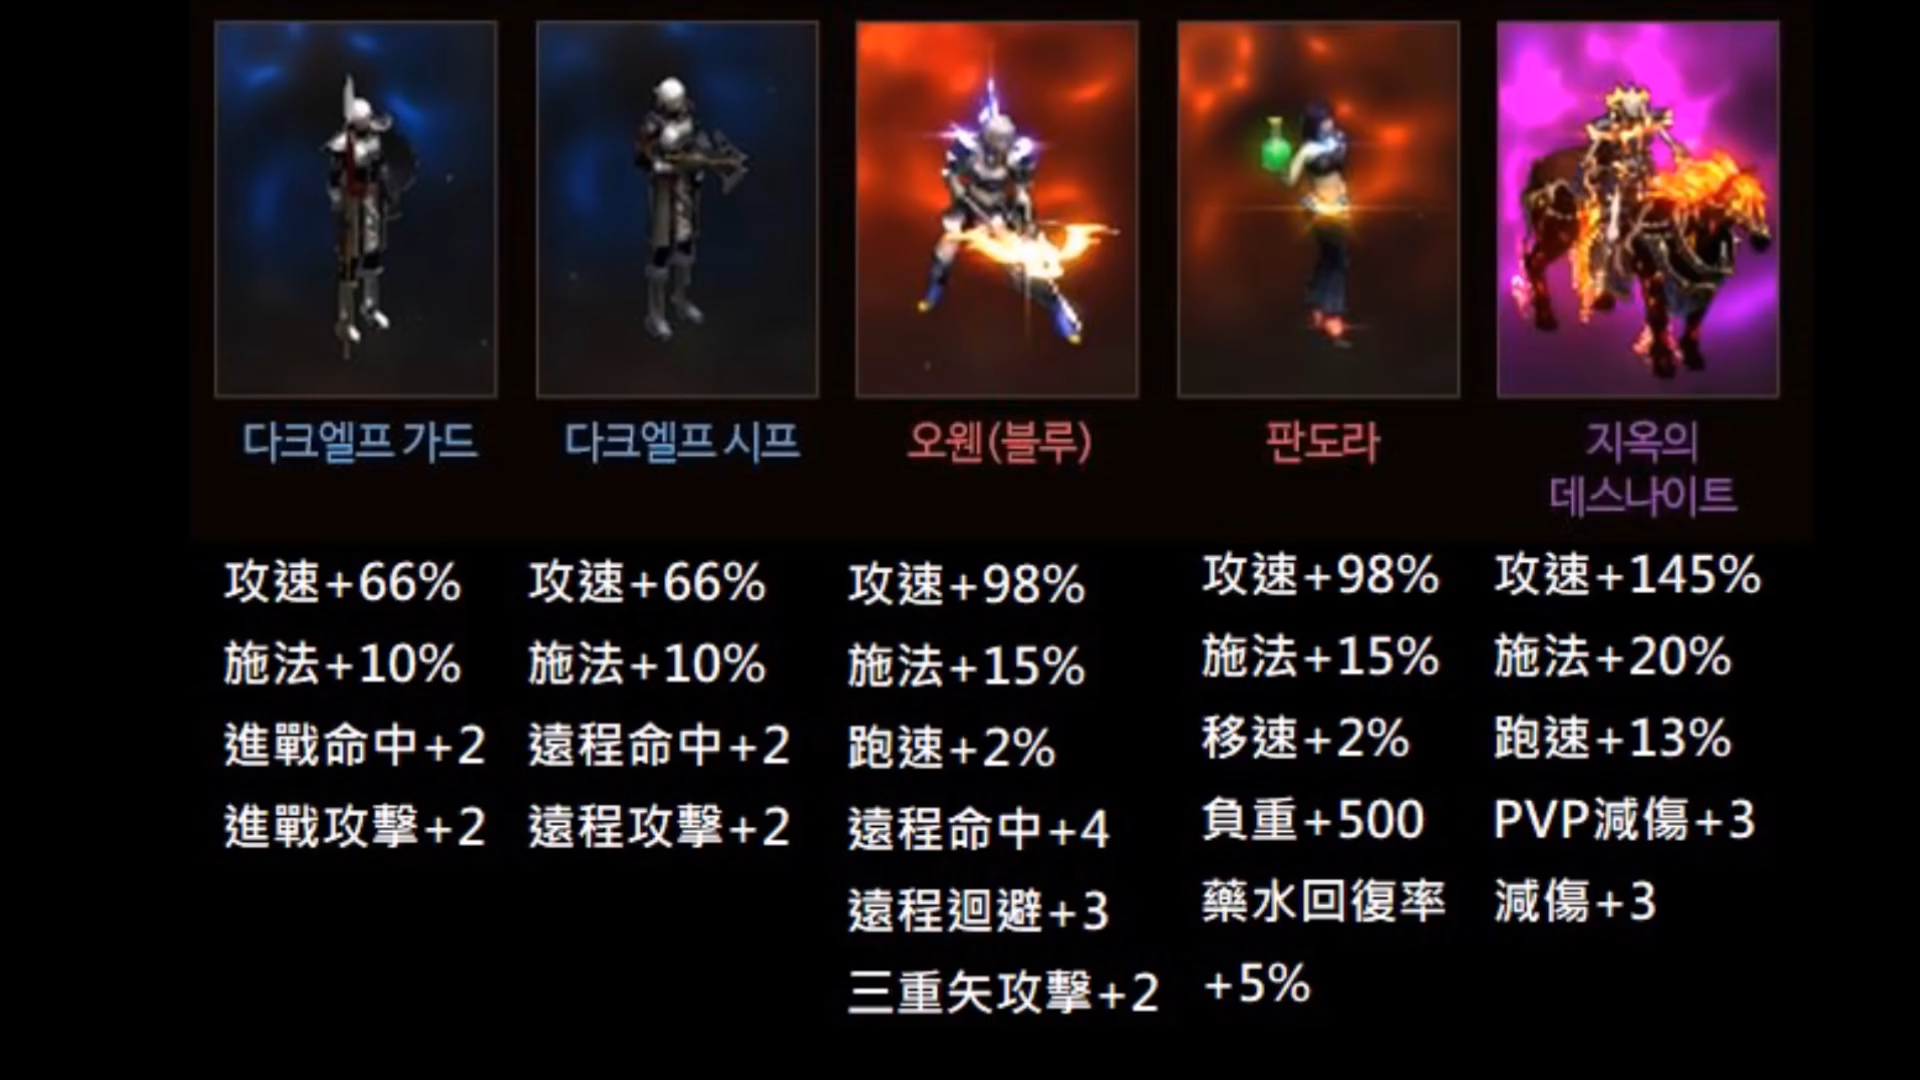 다크엘프 가드
다크엘프 시프
오웬(블루)
판도라
지옥의
데스나이트
攻速+66%
施法+10%
進戰命中+2
進戰攻擊+2
攻速+66%
施法+10%
遠程命中+2
遠程攻擊+2
攻速+98%
施法+15%
跑速+2%
遠程命中+4
遠程迴避+3
三重矢攻擊+2
攻速+98%
施法+15%
移速+2%
負重+500
藥水回復率
+5%
攻速+145%
施法+20%
跑速+13%
PVP減傷+3
減傷+3